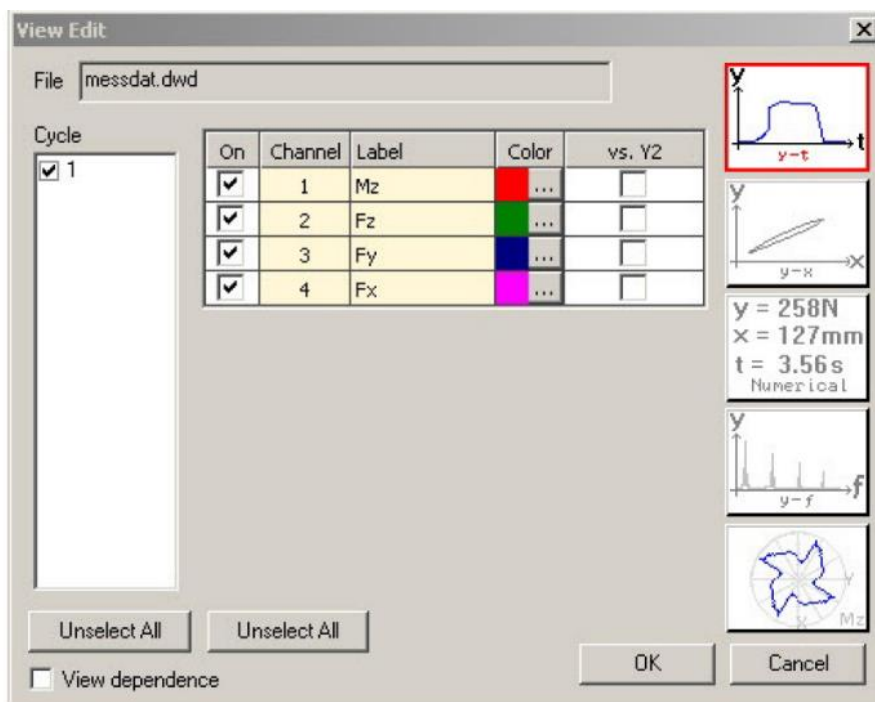 View Edit
File messdat.dwd
Cycle
1
On Channel Label Color vs. Y2
1 Mz ...
2 Fz ...
3 Fy ...
4 Fx ...
Unselect All Unselect All
View dependence
y t
y-t
y x
y-x
y = 258N
x = 127mm
t = 3.56s
Numerical
y f
y-f
Y
X Mz
OK Cancel